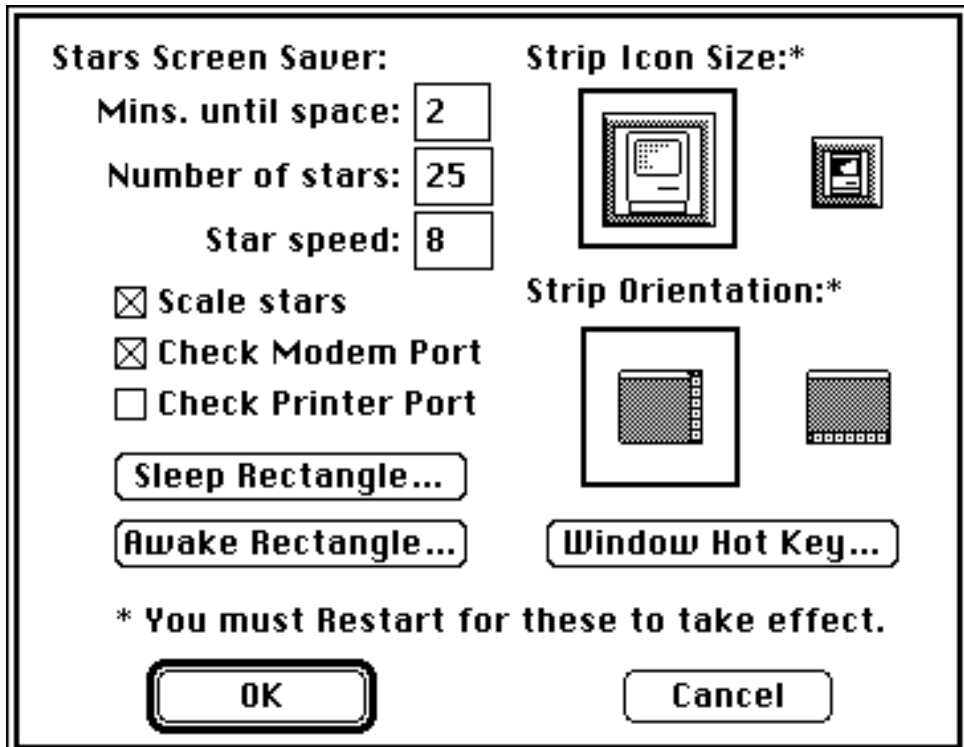 Stars Screen Saver:
Mins. until space: 2
Number of stars: 25
Star speed: 8
Scale stars
Check Modem Port
Check Printer Port
Sleep Rectangle...
Awake Rectangle...
Strip Icon Size:*
Strip Orientation:*
Window Hot Key...
* You must Restart for these to take effect.
OK
Cancel